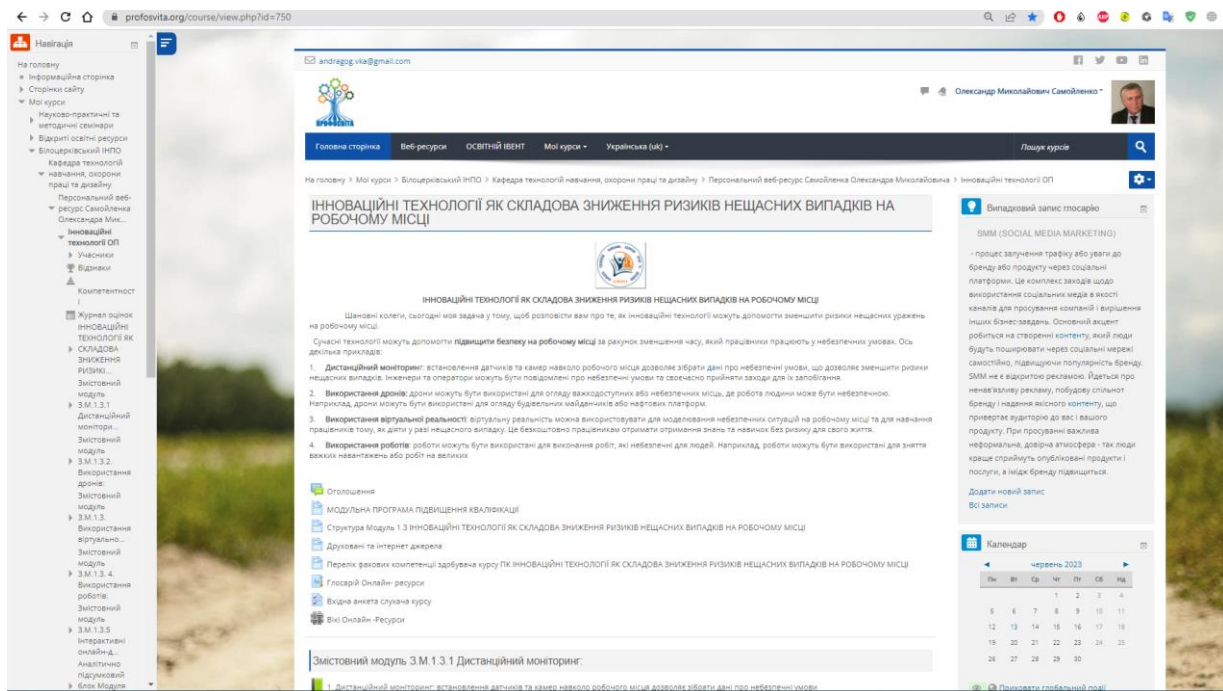 profosvita.org/course/view.php?id=750
Навігація
На головну
Інформаційна сторінка
Сторінки сайту
Мої курси
Науково-практичні та
методичні семінари
Відкриті освітні ресурси
Білоцерківський ІНПО
Кафедра технологій
навчання, охорони
праці та дизайну
Персональний веб-
ресурс Самойленка
Олександра Мик...
Інноваційні
технології ОП
Учасники
Відзнаки
Компетентност
і
Журнал оцінок
ІННОВАЦІЙНІ
ТЕХНОЛОГІЇ ЯК
СКЛАДОВА
ЗНИЖЕННЯ
РИЗИКІ...
Змістовний
модуль
З.М.1.3.1
Дистанційний
монітори...
Змістовний
модуль
З.М.1.3.2.
Використання
дронів:
Змістовний
модуль
З.М.1.3.
Використання
віртуально...
Змістовний
модуль
З.М.1.3. 4.
Використання
роботів:
Змістовний
модуль
З.М.1.3.5
Інтерактивні
онлайн-д...
Аналітично
підсумковий
блок Модуля
andragog.vka@gmail.com
ПРОФОСВІТА
Олександр Миколайович Самойленко
Головна сторінка Веб-ресурси ОСВІТНІЙ ІВЕНТ Мої курси Українська (uk) Пошук курсів
На головну > Мої курси > Білоцерківський ІНПО > Кафедра технологій навчання, охорони праці та дизайну > Персональний веб-ресурс Самойленка Олександра Миколайовича > Інноваційні технології ОП
ІННОВАЦІЙНІ ТЕХНОЛОГІЇ ЯК СКЛАДОВА ЗНИЖЕННЯ РИЗИКІВ НЕЩАСНИХ ВИПАДКІВ НА
РОБОЧОМУ МІСЦІ
ІННОВАЦІЙНІ ТЕХНОЛОГІЇ ЯК СКЛАДОВА ЗНИЖЕННЯ РИЗИКІВ НЕЩАСНИХ ВИПАДКІВ НА РОБОЧОМУ МІСЦІ
Шановні колеги, сьогодні моя задача у тому, щоб розповісти вам про те, як інноваційні технології можуть допомогти зменшити ризики нещасних уражень
на робочому місці.
Сучасні технології можуть допомогти підвищити безпеку на робочому місці за рахунок зменшення часу, який працівники працюють у небезпечних умовах. Ось
декілька прикладів:
1. Дистанційний моніторинг: встановлення датчиків та камер навколо робочого місця дозволяє зібрати дані про небезпечні умови, що дозволяє зменшити ризики
нещасних випадків. Інженери та оператори можуть бути повідомлені про небезпечні умови та своєчасно прийняти заходи для їх запобігання.
2. Використання дронів: дрони можуть бути використані для огляду важкодоступних або небезпечних місць, де робота людини може бути небезпечною.
Наприклад, дрони можуть бути використані для огляду будівельних майданчиків або нафтових платформ.
3. Використання віртуальної реальності: віртуальну реальність можна використовувати для моделювання небезпечних ситуацій на робочому місці та для навчання
працівників тому, як діяти у разі нещасного випадку. Це безкоштовно працівникам отримати отримання знань та навичок без ризику для свого життя.
4. Використання роботів: роботи можуть бути використані для виконання робіт, які небезпечні для людей. Наприклад, роботи можуть бути використані для зняття
важких навантажень або робіт на великих
Оголошення
МОДУЛЬНА ПРОГРАМА ПІДВИЩЕННЯ КВАЛІФІКАЦІЇ
Структура Модуль 1.3 ІННОВАЦІЙНІ ТЕХНОЛОГІЇ ЯК СКЛАДОВА ЗНИЖЕННЯ РИЗИКІВ НЕЩАСНИХ ВИПАДКІВ НА РОБОЧОМУ МІСЦІ
Друковані та інтернет джерела
Перелік фахових компетенції здобувача курсу ПК ІННОВАЦІЙНІ ТЕХНОЛОГІЇ ЯК СКЛАДОВА ЗНИЖЕННЯ РИЗИКІВ НЕЩАСНИХ ВИПАДКІВ НА РОБОЧОМУ МІСЦІ
Глосарій Онлайн- ресурси
Вхідна анкета слухача курсу
Вікі Онлайн -Ресурси
Змістовний модуль З.М.1.3.1 Дистанційний моніторинг:
1. Дистанційний моніторинг: встановлення датчиків та камер навколо робочого місця дозволяє зібрати дані про небезпечні умови
Випадковий запис глосарію
SMM (SOCIAL MEDIA MARKETING)
- процес залучення трафіку або уваги до
бренду або продукту через соціальні
платформи. Це комплекс заходів щодо
використання соціальних медіа в якості
каналів для просування компаній і вирішення
інших бізнес-завдань. Основний акцент
робиться на створенні контенту, який люди
будуть поширювати через соціальні мережі
самостійно, підвищуючи популярність бренду.
SMM не є відкритою рекламою. Йдеться про
ненав'язливу рекламу, побудову спільнот
бренду і надання якісного контенту, що
привертає аудиторію до вас і вашого
продукту. При просуванні важлива
неформальна, довірча атмосфера - так люди
краще сприймуть опубліковані продукти і
послуги, а імідж бренду підвищиться.
Додати новий запис
Всі записи
Календар
червень 2023
Пн Вт Ср Чт Пт Сб Нд
1 2 3 4
5 6 7 8 9 10 11
12 13 14 15 16 17 18
19 20 21 22 23 24 25
26 27 28 29 30
Приховати глобальний події